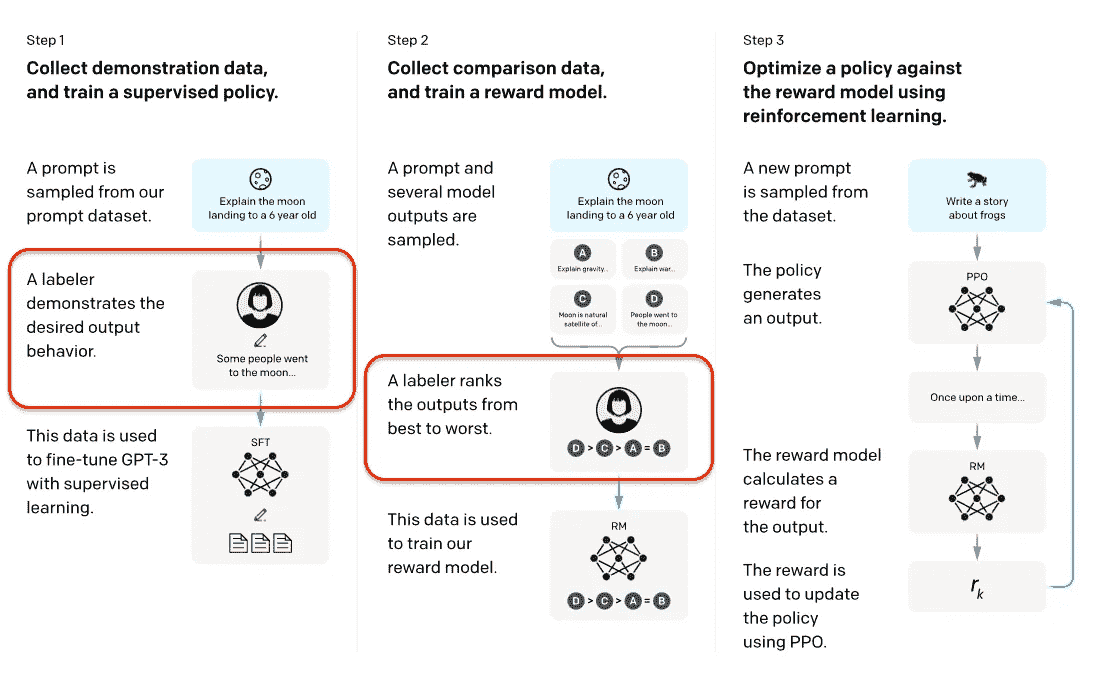 Step 1
Collect demonstration data,
and train a supervised policy.
A prompt is
sampled from our
prompt dataset.
Explain the moon
landing to a 6 year old
A labeler
demonstrates the
desired output
behavior.
Some people went
to the moon...
This data is used
to fine-tune GPT-3
with supervised
learning.
SFT
Step 2
Collect comparison data,
and train a reward model.
A prompt and
several model
outputs are
sampled.
Explain the moon
landing to a 6 year old
A
Explain gravity...
B
Explain war...
C
Moon is natural
satellite of...
D
People went to
the moon...
A labeler ranks
the outputs from
best to worst.
D > C > A = B
This data is used
to train our
reward model.
RM
D > C > A = B
Step 3
Optimize a policy against
the reward model using
reinforcement learning.
A new prompt
is sampled from
the dataset.
Write a story
about frogs
The policy
generates
an output.
PPO
Once upon a time...
The reward model
calculates a
reward for
the output.
RM
The reward is
used to update
the policy
using PPO.
rk